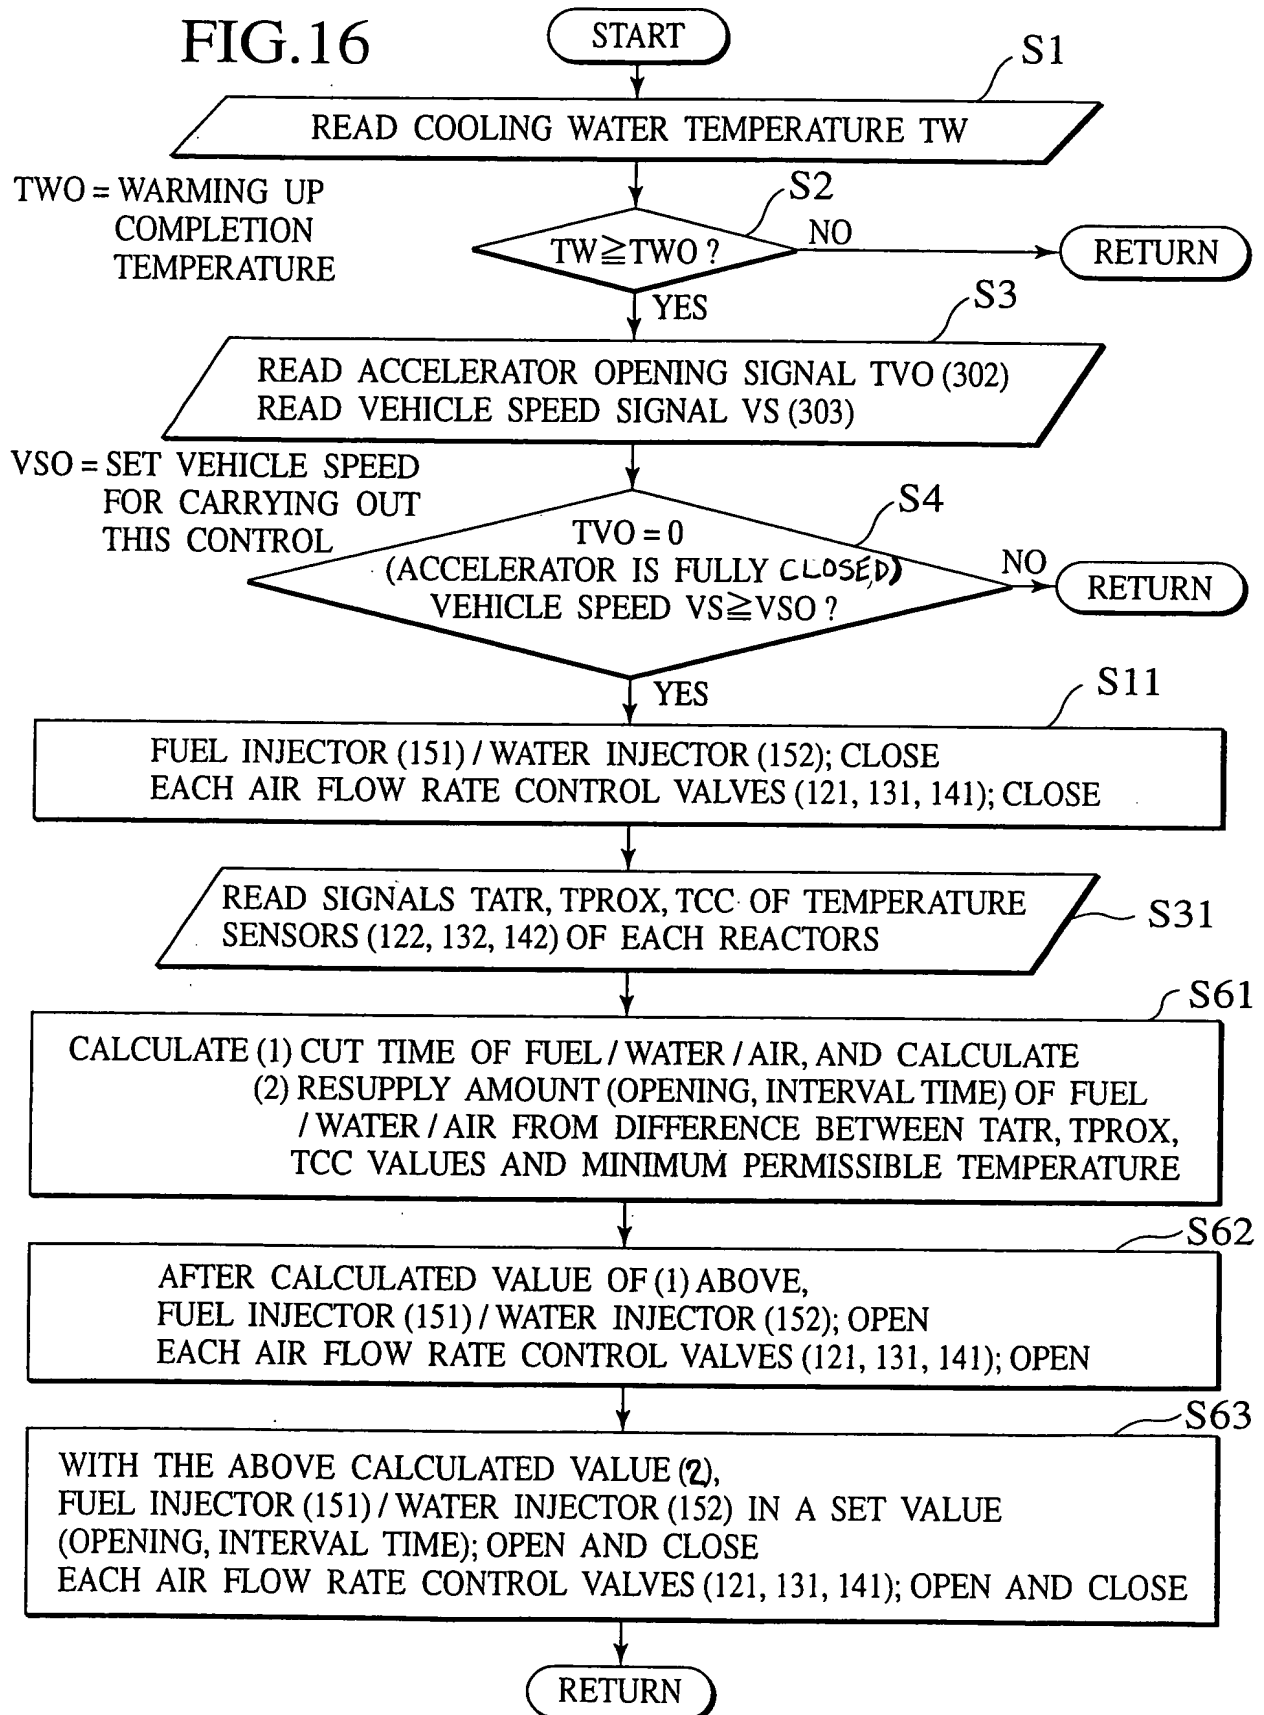 FIG.16
START
S1
READ COOLING WATER TEMPERATURE TW
TWO = WARMING UP
COMPLETION
TEMPERATURE
S2
TW≧TWO ?
NO
RETURN
YES
S3
READ ACCELERATOR OPENING SIGNAL TVO (302)
READ VEHICLE SPEED SIGNAL VS (303)
VSO = SET VEHICLE SPEED
FOR CARRYING OUT
THIS CONTROL
S4
TVO = 0
(ACCELERATOR IS FULLY CLOSED)
VEHICLE SPEED VS≧VSO ?
NO
RETURN
YES
S11
FUEL INJECTOR (151) / WATER INJECTOR (152); CLOSE
EACH AIR FLOW RATE CONTROL VALVES (121, 131, 141); CLOSE
READ SIGNALS TATR, TPROX, TCC OF TEMPERATURE
SENSORS (122, 132, 142) OF EACH REACTORS
S31
S61
CALCULATE (1) CUT TIME OF FUEL / WATER / AIR, AND CALCULATE
(2) RESUPPLY AMOUNT (OPENING, INTERVAL TIME) OF FUEL
/ WATER / AIR FROM DIFFERENCE BETWEEN TATR, TPROX,
TCC VALUES AND MINIMUM PERMISSIBLE TEMPERATURE
S62
AFTER CALCULATED VALUE OF (1) ABOVE,
FUEL INJECTOR (151) / WATER INJECTOR (152); OPEN
EACH AIR FLOW RATE CONTROL VALVES (121, 131, 141); OPEN
S63
WITH THE ABOVE CALCULATED VALUE (2),
FUEL INJECTOR (151) / WATER INJECTOR (152) IN A SET VALUE
(OPENING, INTERVAL TIME); OPEN AND CLOSE
EACH AIR FLOW RATE CONTROL VALVES (121, 131, 141); OPEN AND CLOSE
RETURN